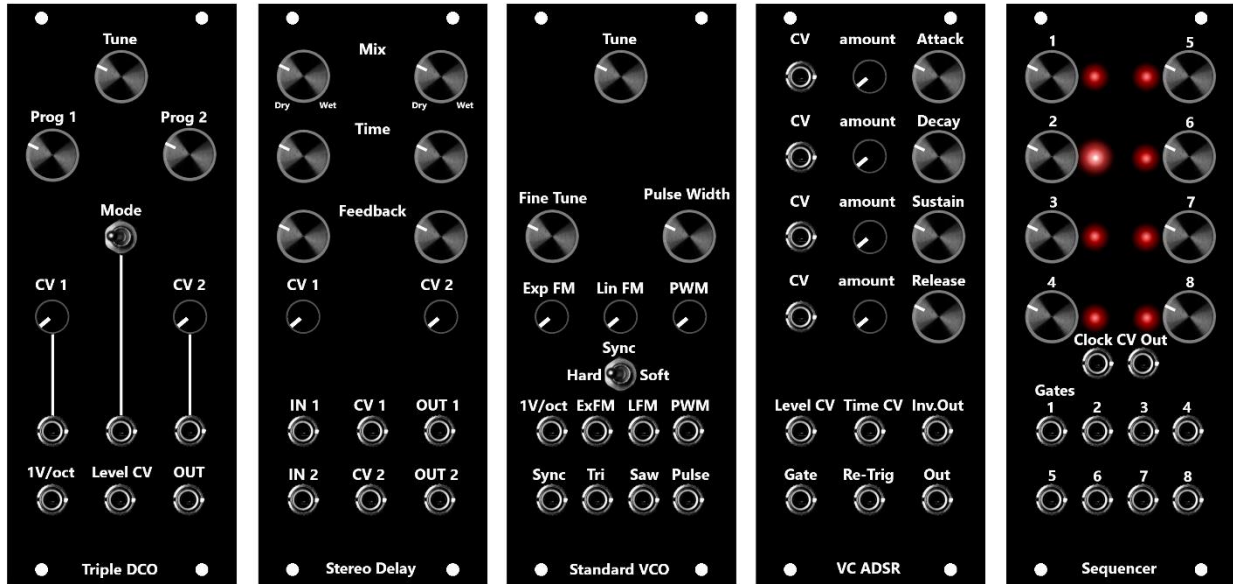 Tune
Prog 1 Prog 2
Mode
CV 1 CV 2
1V/oct Level CV OUT
Triple DCO
Mix
Dry Wet Dry Wet
Time
Feedback
CV 1 CV 2
IN 1 CV 1 OUT 1
IN 2 CV 2 OUT 2
Stereo Delay
Tune
Fine Tune Pulse Width
Exp FM Lin FM PWM
Sync
Hard Soft
1V/oct ExFM LFM PWM
Sync Tri Saw Pulse
Standard VCO
CV amount Attack
CV amount Decay
CV amount Sustain
CV amount Release
Level CV Time CV Inv.Out
Gate Re-Trig Out
VC ADSR
1 5
2 6
3 7
4 8
Clock CV Out
Gates
1 2 3 4
5 6 7 8
Sequencer